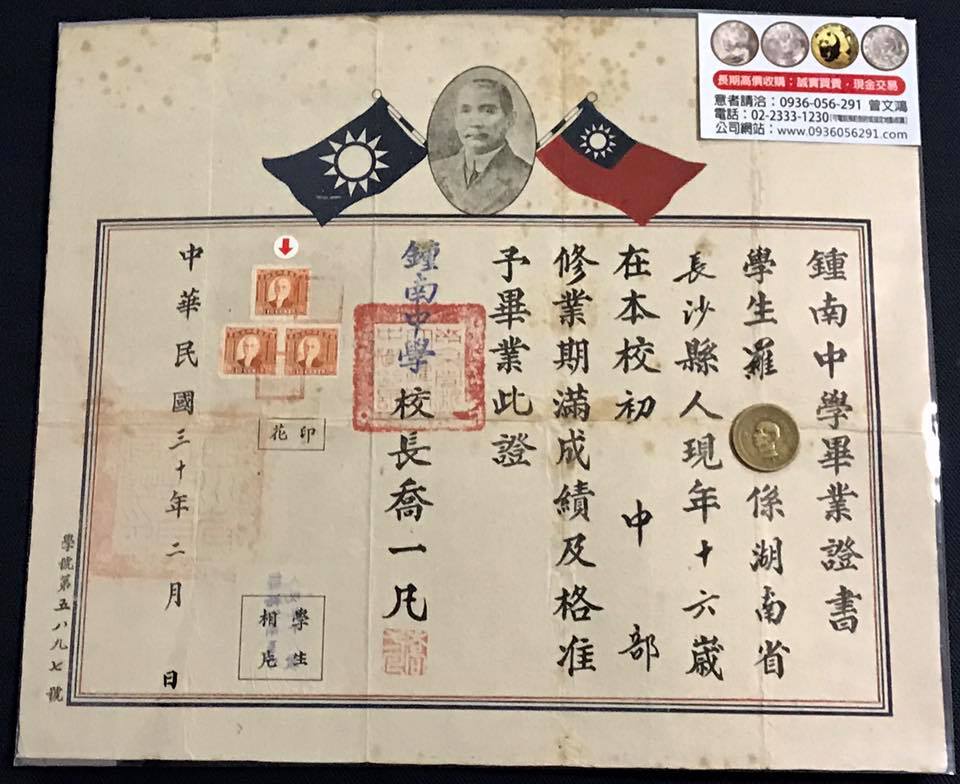 鍾南中學畢業證書
學生羅 係湖南省
長沙縣人現年十六歲
在本校初 中 部
修業期滿成績及格准
予畢業此證
鍾南中學校長喬一凡
印花
學生
相片
中華民國三十年二月 日
學號第五八九七號
長期高價收購：誠實買賣・現金交易
意者請洽：0936-056-291 曾文鴻
電話：02-2333-1230
公司網站：www.0936056291.com